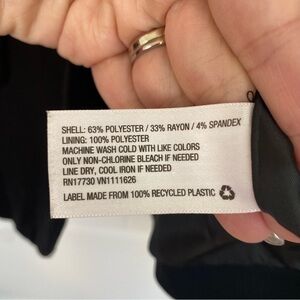 SHELL: 63% POLYESTER / 33% RAYON / 4% SPANDEX
LINING: 100% POLYESTER
MACHINE WASH COLD WITH LIKE COLORS
ONLY NON-CHLORINE BLEACH IF NEEDED
LINE DRY, COOL IRON IF NEEDED
RN17730 VN1111626
LABEL MADE FROM 100% RECYCLED PLASTIC